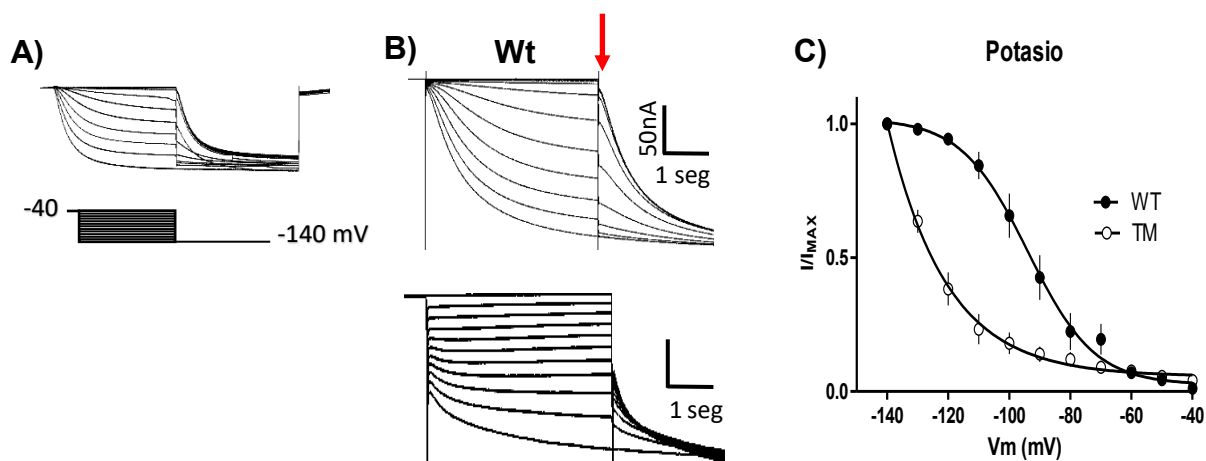 A)
-40
-140 mV
B)
Wt
50nA
1 seg
1 seg
C)
Potasio
I/IMAX
1.0
0.5
0.0
WT
TM
-140 -120 -100 -80 -60 -40
Vm (mV)